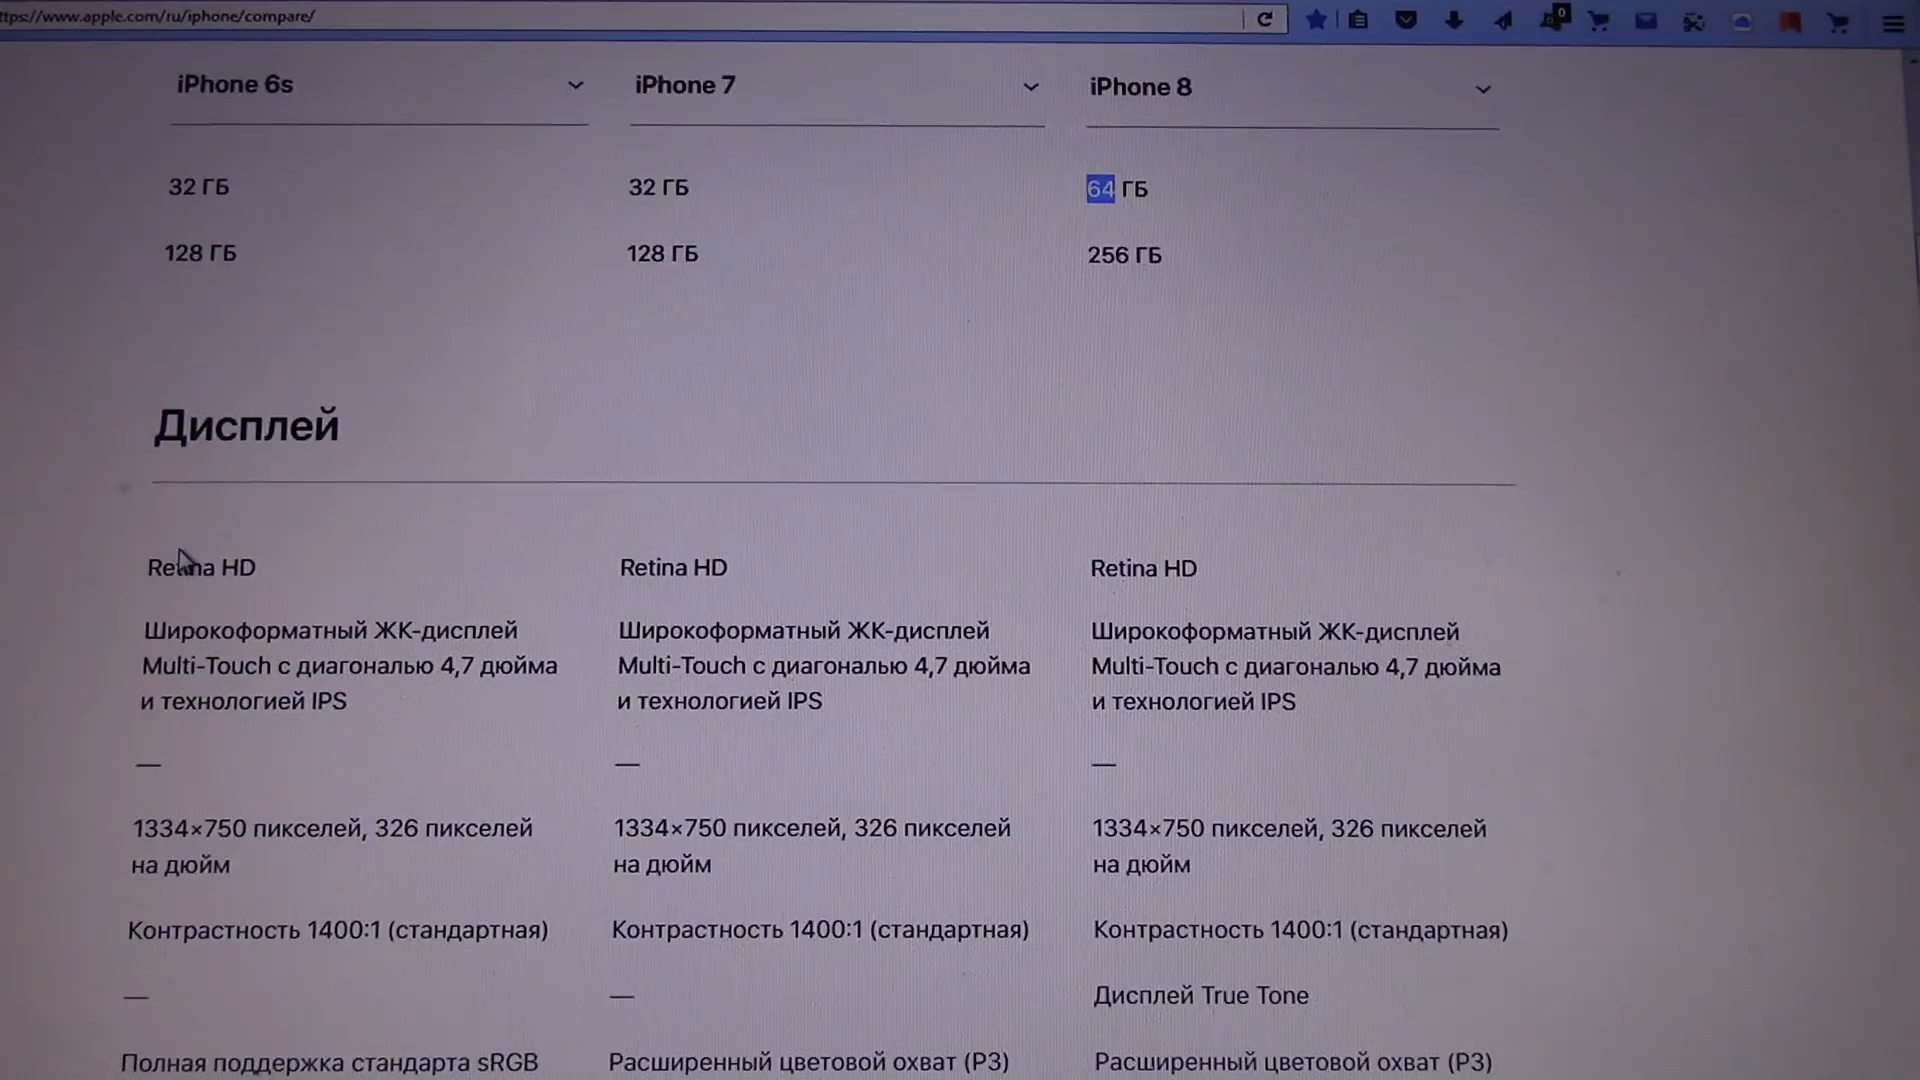 ttps://www.apple.com/ru/iphone/compare/
0
iPhone 6s
iPhone 7
iPhone 8
32 ГБ
32 ГБ
64 ГБ
128 ГБ
128 ГБ
256 ГБ
Дисплей
Retina HD
Retina HD
Retina HD
Широкоформатный ЖК-дисплей
Multi-Touch с диагональю 4,7 дюйма
и технологией IPS
Широкоформатный ЖК-дисплей
Multi-Touch с диагональю 4,7 дюйма
и технологией IPS
Широкоформатный ЖК-дисплей
Multi-Touch с диагональю 4,7 дюйма
и технологией IPS
—
—
—
1334×750 пикселей, 326 пикселей
на дюйм
1334×750 пикселей, 326 пикселей
на дюйм
1334×750 пикселей, 326 пикселей
на дюйм
Контрастность 1400:1 (стандартная)
Контрастность 1400:1 (стандартная)
Контрастность 1400:1 (стандартная)
—
—
Дисплей True Tone
Полная поддержка стандарта sRGB
Расширенный цветовой охват (P3)
Расширенный цветовой охват (P3)